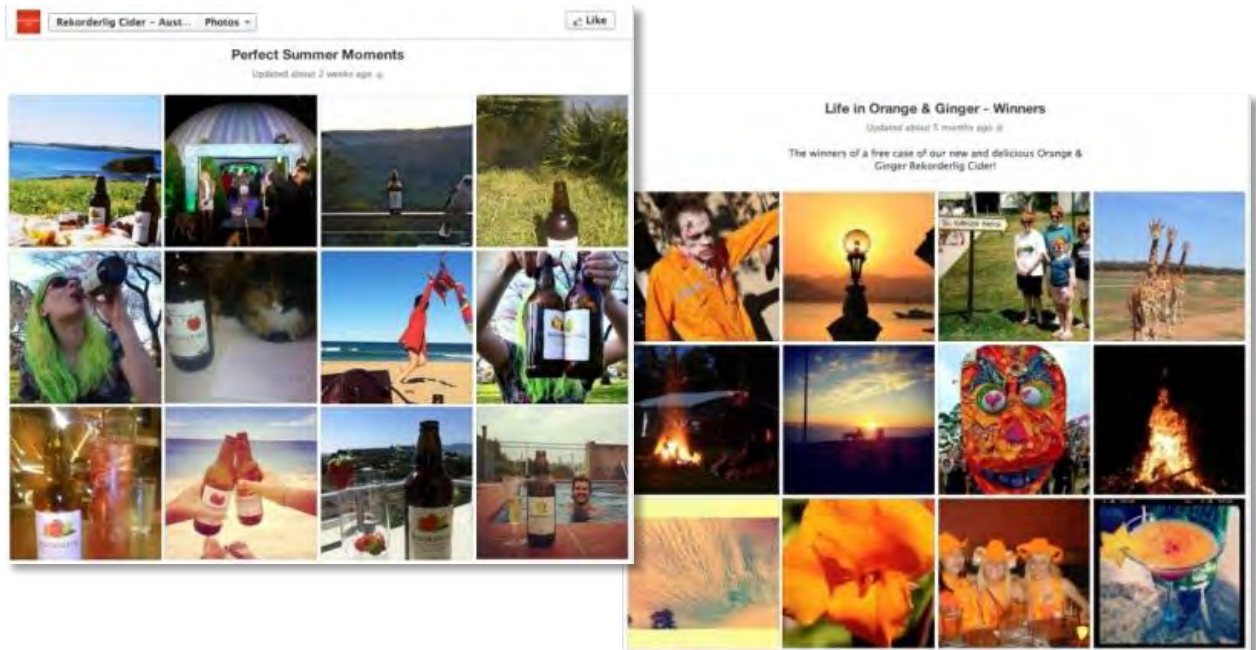 Rekorderlig Cider – Aust...
Photos
Like
Perfect Summer Moments
Updated about 2 weeks ago
Life in Orange & Ginger – Winners
Updated about 5 months ago
The winners of a free case of our new and delicious Orange &
Ginger Rekorderlig Cider!